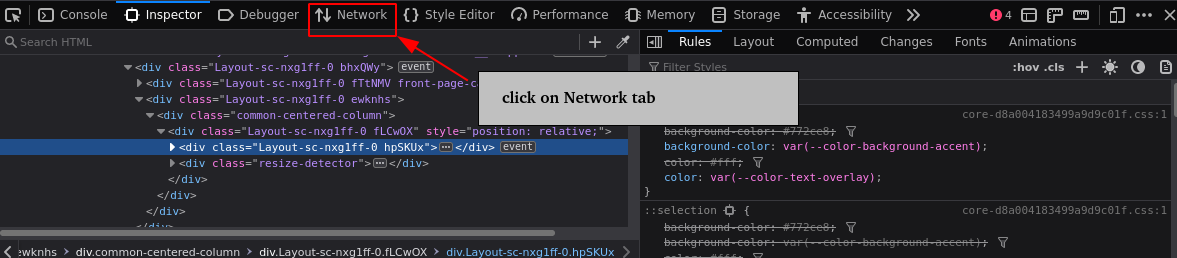 Console Inspector Debugger Network Style Editor Performance Memory Storage Accessibility 4
Search HTML
Rules Layout Computed Changes Fonts Animations
Filter Styles :hov .cls
<div class="Layout-sc-nxg1ff-0 bhxQWy"> event
<div class="Layout-sc-nxg1ff-0 fTtNMV front-page-ca
<div class="Layout-sc-nxg1ff-0 ewknhs">
<div class="common-centered-column">
<div class="Layout-sc-nxg1ff-0 fLCwOX" style="position: relative;">
<div class="Layout-sc-nxg1ff-0 hpSKUx"> </div> event
<div class="resize-detector"> </div>
</div>
</div>
</div>
</div>
ewknhs > div.common-centered-column > div.Layout-sc-nxg1ff-0.fLCwOX > div.Layout-sc-nxg1ff-0.hpSKUx
click on Network tab
core-d8a004183499a9d9c01f.css:1
background-color: #772ce8;
background-color: var(--color-background-accent);
color: #fff;
color: var(--color-text-overlay);
}
::selection { core-d8a004183499a9d9c01f.css:1
background-color: #772ce8;
background-color: var(--color-background-accent);
color: #fff;